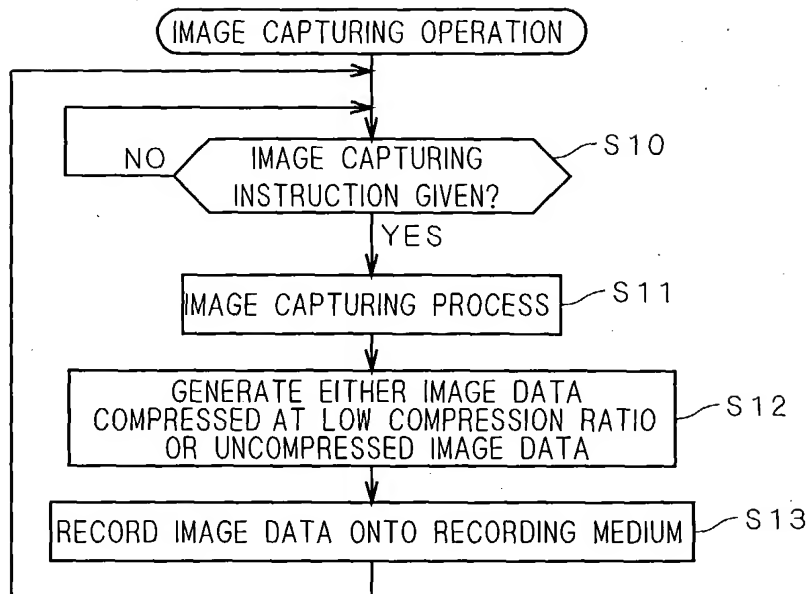 IMAGE CAPTURING OPERATION
NO
IMAGE CAPTURING
INSTRUCTION GIVEN?
S10
YES
IMAGE CAPTURING PROCESS
S11
GENERATE EITHER IMAGE DATA
COMPRESSED AT LOW COMPRESSION RATIO
OR UNCOMPRESSED IMAGE DATA
S12
RECORD IMAGE DATA ONTO RECORDING MEDIUM
S13